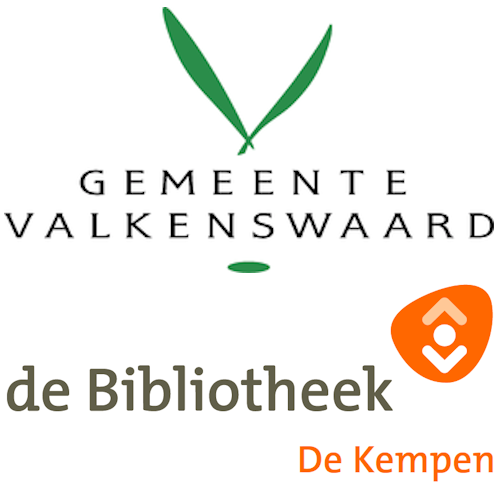 GEMEENTE
VALKENSWAARD
de Bibliotheek
De Kempen